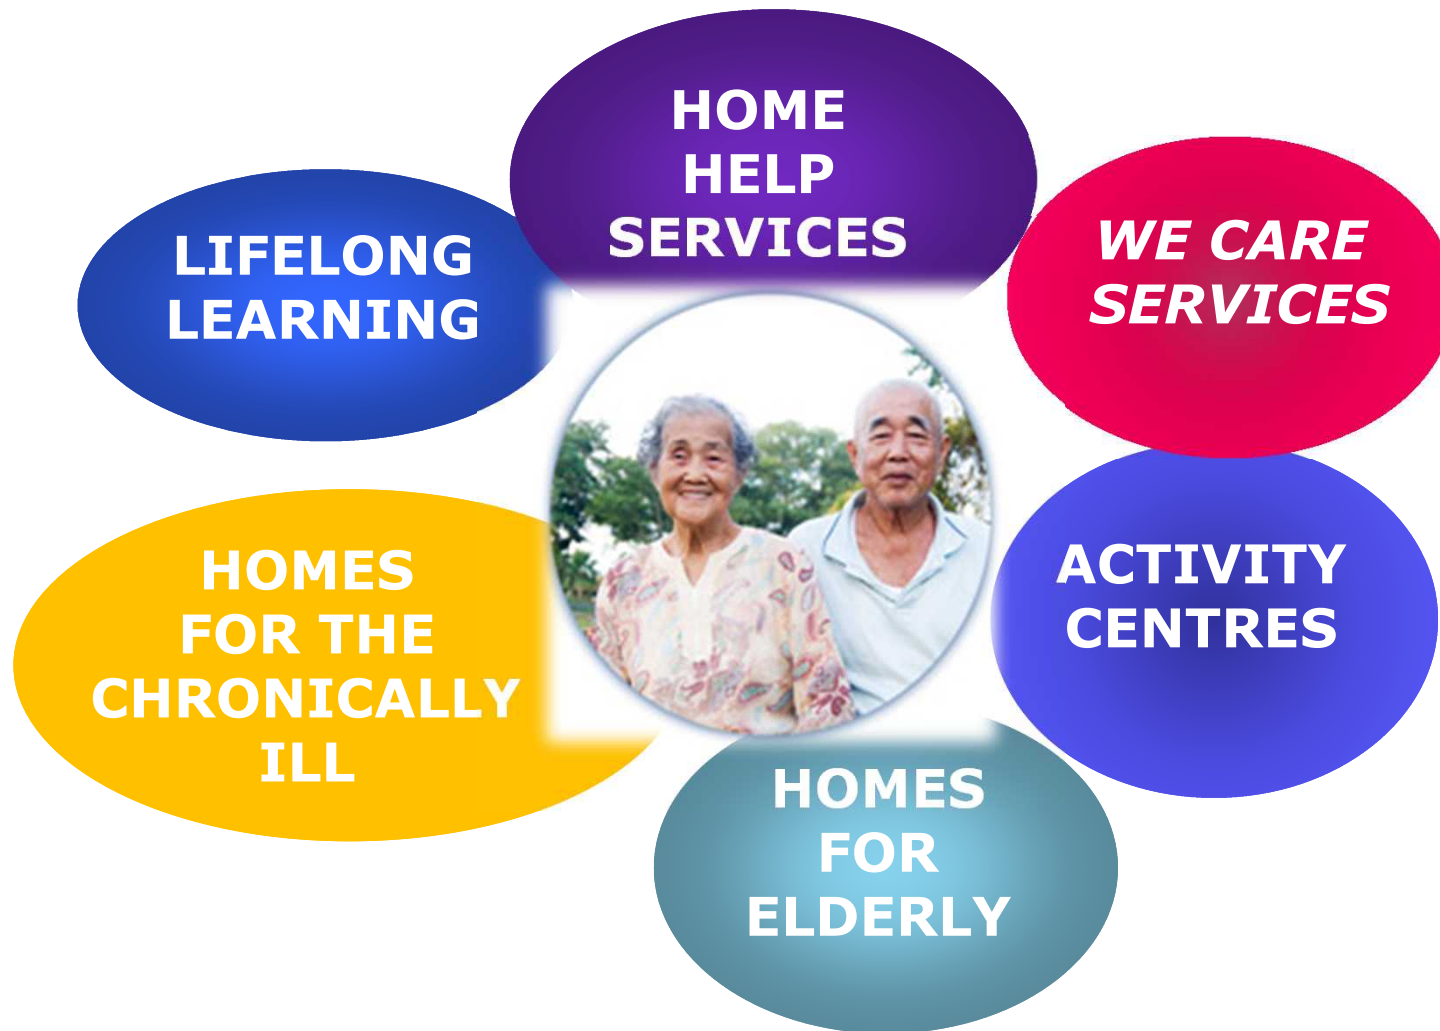 HOME
HELP
SERVICES
LIFELONG
LEARNING
WE CARE
SERVICES
HOMES
FOR THE
CHRONICALLY
ILL
ACTIVITY
CENTRES
HOMES
FOR
ELDERLY